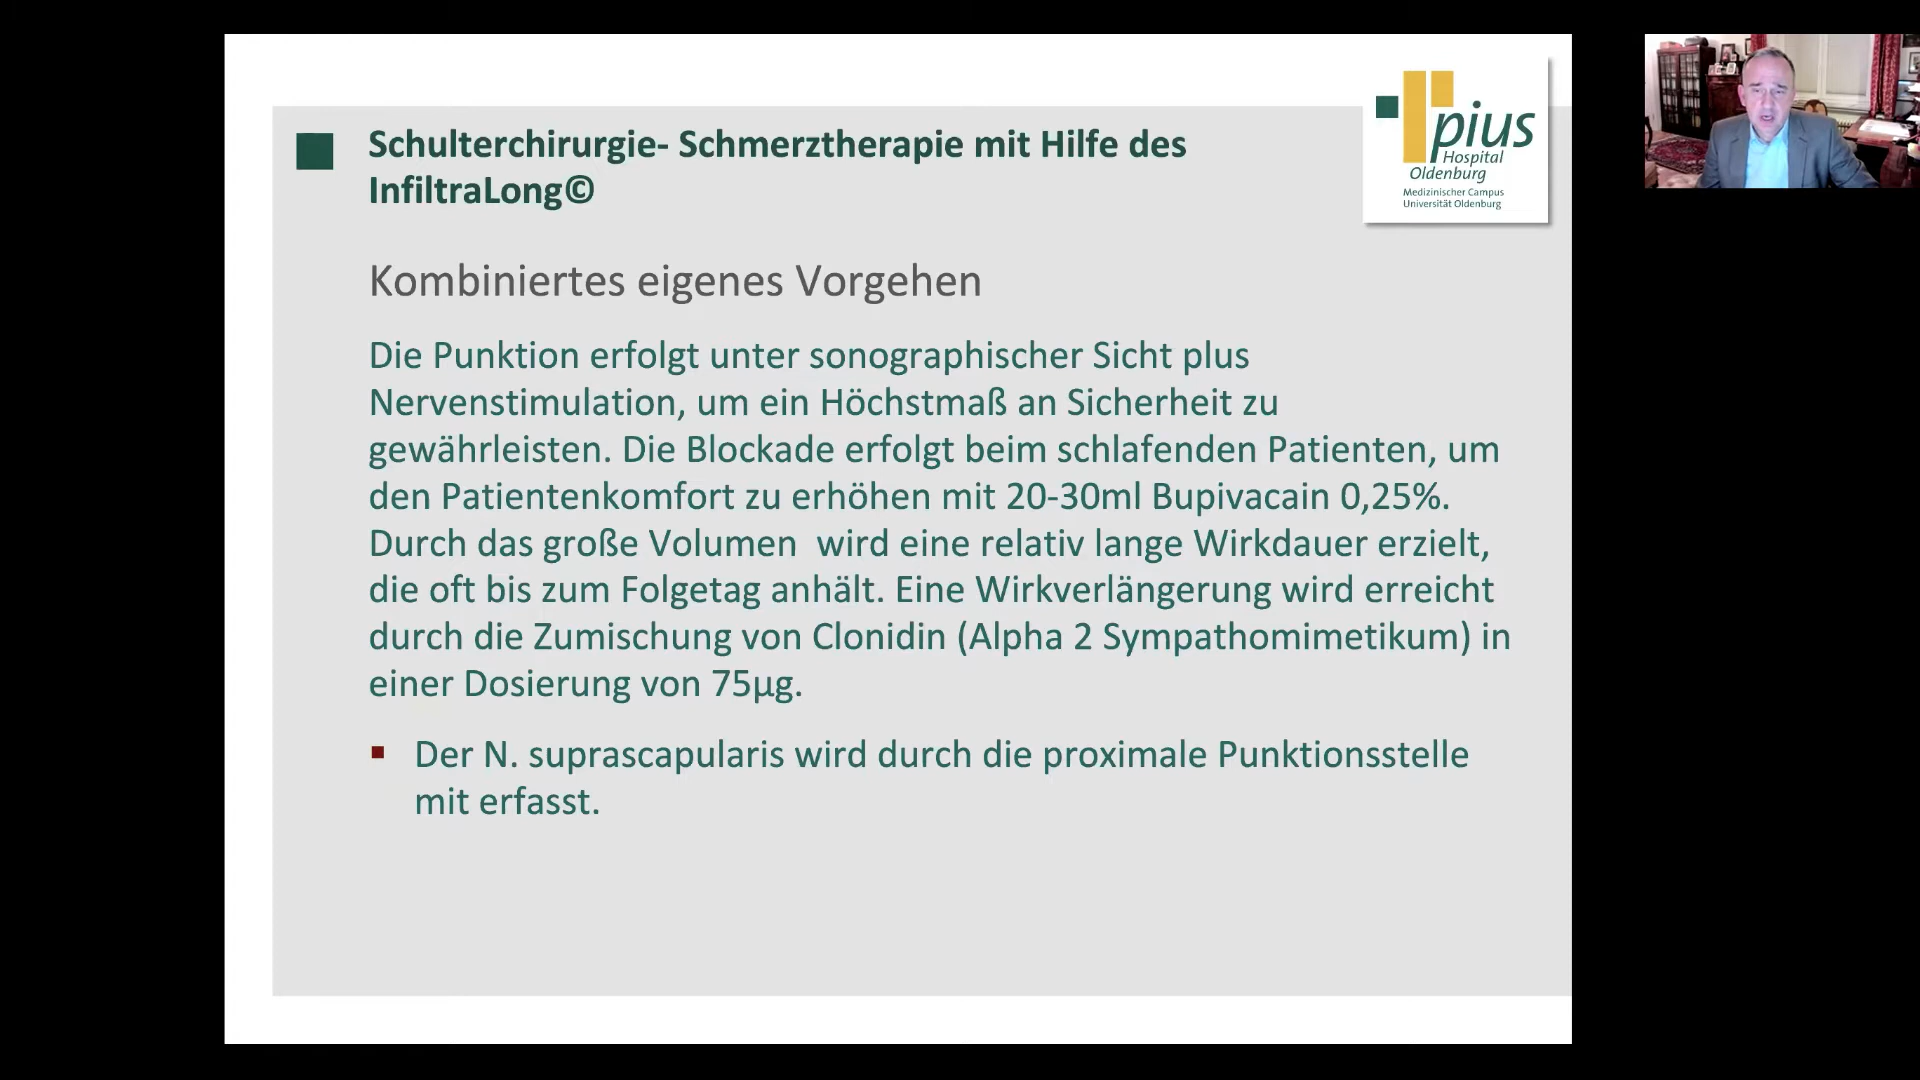 Schulterchirurgie- Schmerztherapie mit Hilfe des
InfiltraLong©
pius
Hospital
Oldenburg
Medizinischer Campus
Universität Oldenburg
Kombiniertes eigenes Vorgehen
Die Punktion erfolgt unter sonographischer Sicht plus
Nervenstimulation, um ein Höchstmaß an Sicherheit zu
gewährleisten. Die Blockade erfolgt beim schlafenden Patienten, um
den Patientenkomfort zu erhöhen mit 20-30ml Bupivacain 0,25%.
Durch das große Volumen  wird eine relativ lange Wirkdauer erzielt,
die oft bis zum Folgetag anhält. Eine Wirkverlängerung wird erreicht
durch die Zumischung von Clonidin (Alpha 2 Sympathomimetikum) in
einer Dosierung von 75µg.
Der N. suprascapularis wird durch die proximale Punktionsstelle
mit erfasst.